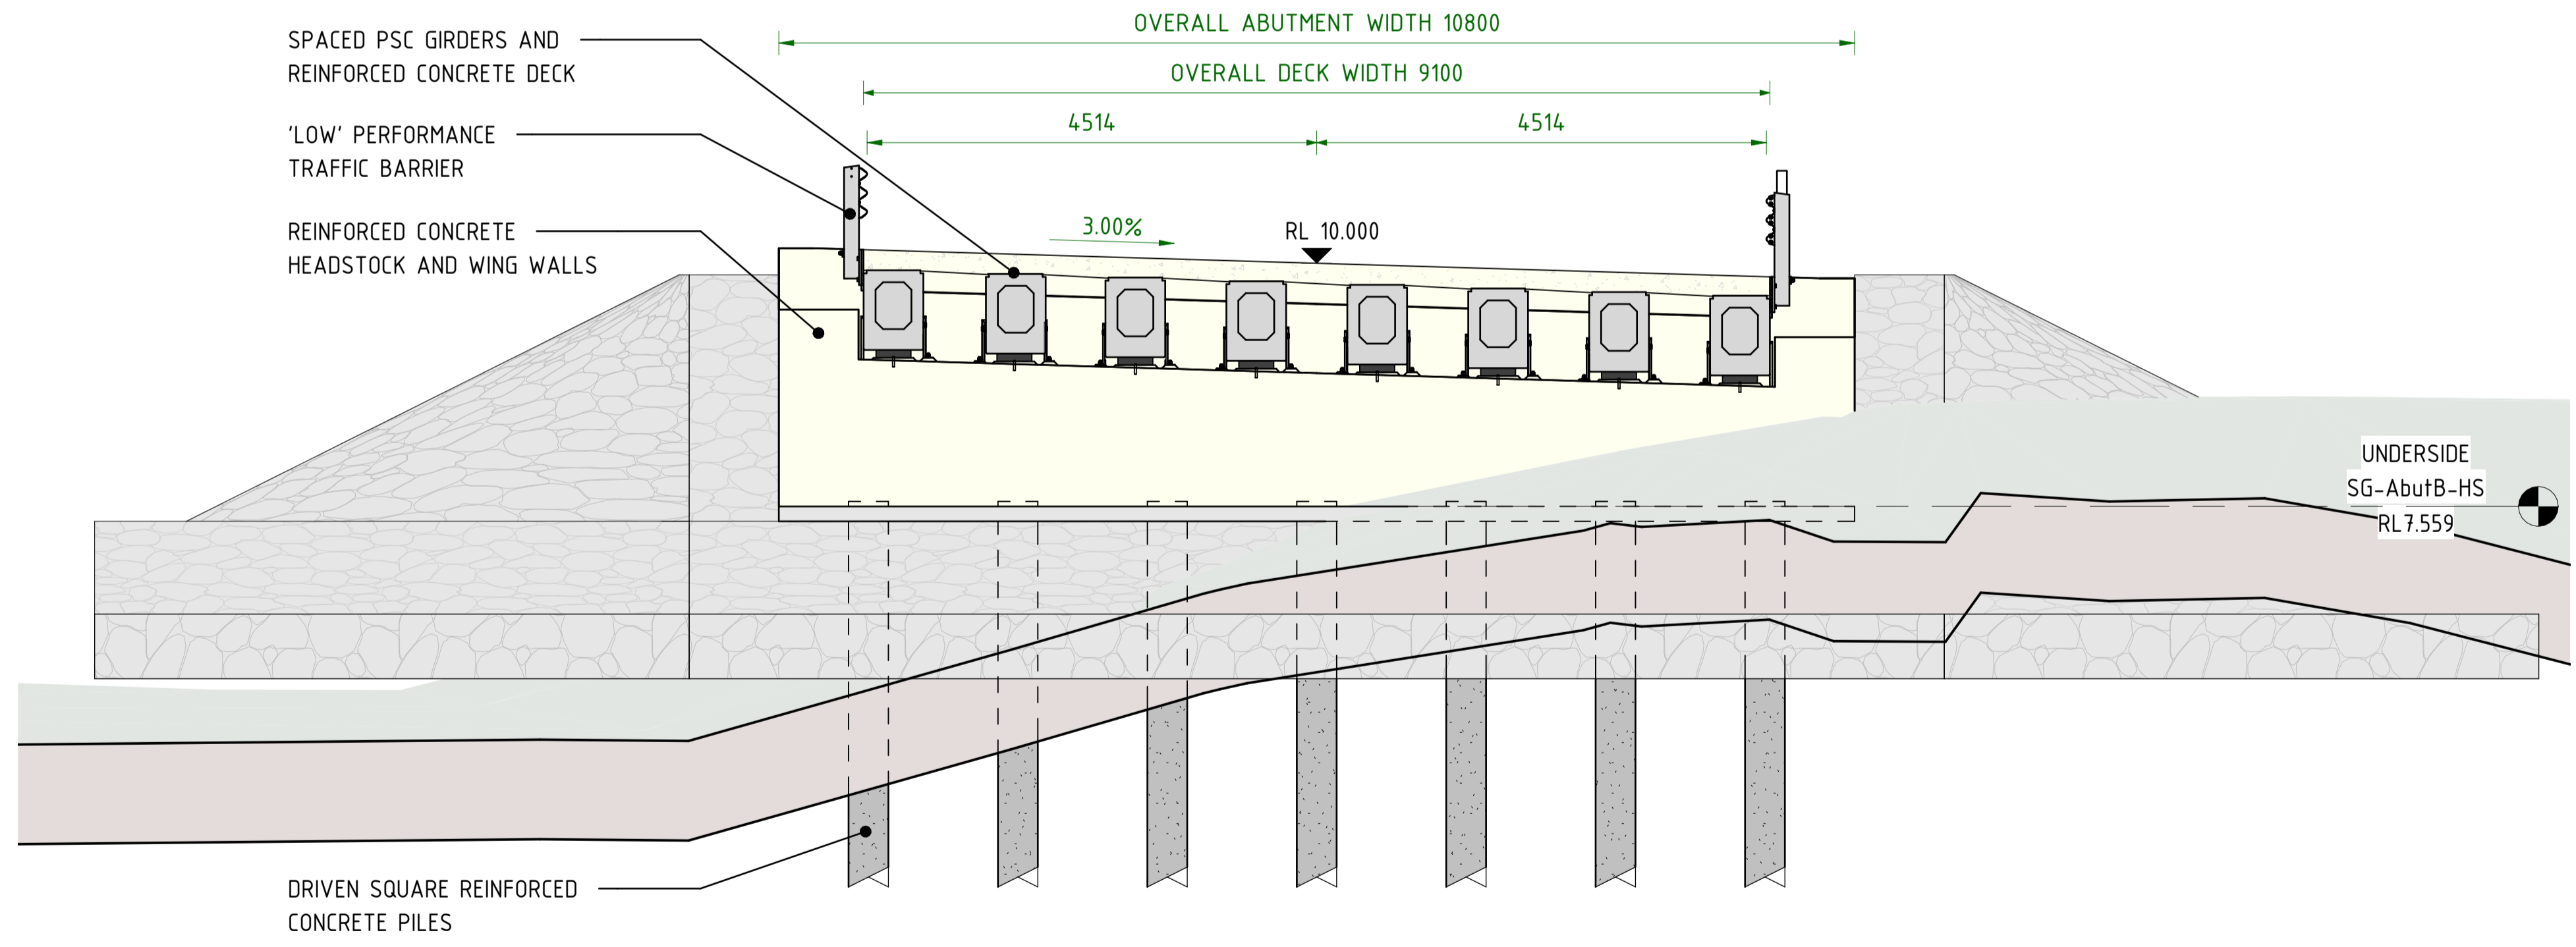 OVERALL ABUTMENT WIDTH 10800
OVERALL DECK WIDTH 9100
4514
4514
SPACED PSC GIRDERS AND
REINFORCED CONCRETE DECK
'LOW' PERFORMANCE
TRAFFIC BARRIER
REINFORCED CONCRETE
HEADSTOCK AND WING WALLS
3.00%
RL 10.000
UNDERSIDE
SG-AbutB-HS
RL7.559
DRIVEN SQUARE REINFORCED
CONCRETE PILES